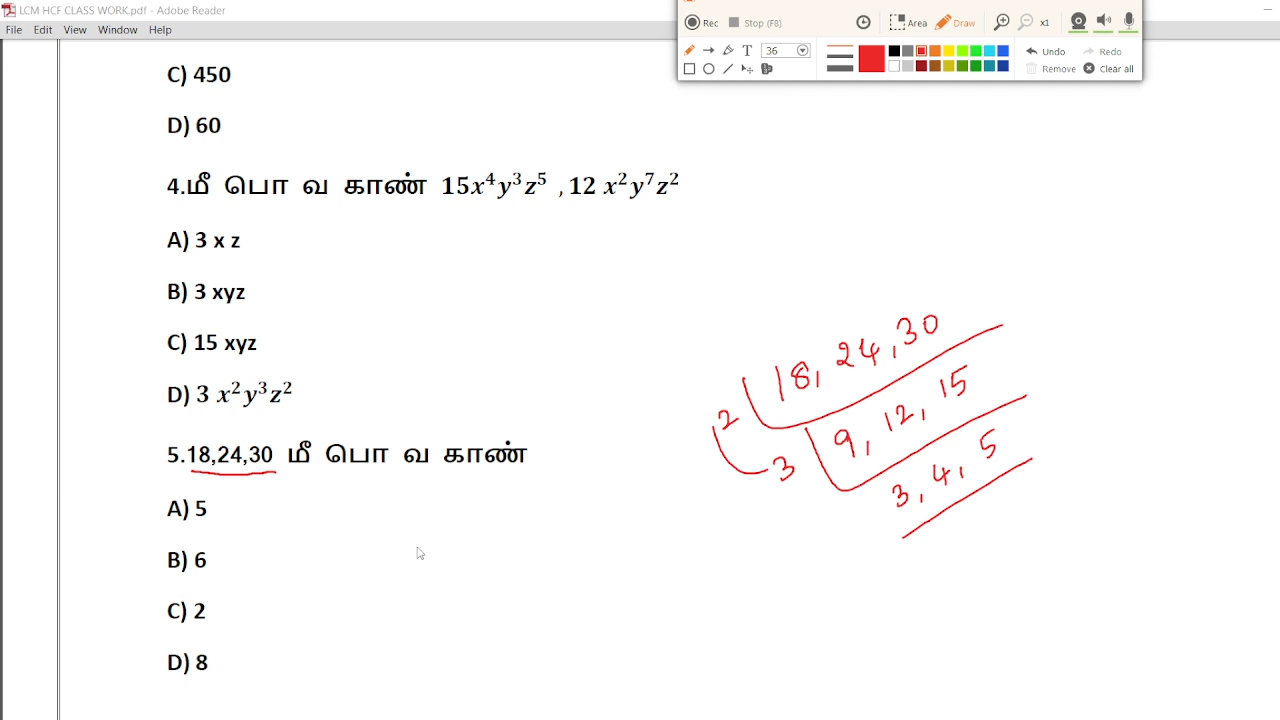 LCM HCF CLASS WORK.pdf - Adobe Reader
File Edit View Window Help
Rec Stop (F8) Area Draw x1
T 36 Undo Redo
Remove Clear all
C) 450
D) 60
4.மீ பொ வ காண் 15x⁴y³z⁵ , 12 x²y⁷z²
A) 3 x z
B) 3 xyz
C) 15 xyz
D) 3 x²y³z²
5.18,24,30 மீ பொ வ காண்
A) 5
B) 6
C) 2
D) 8
18, 24, 30
2 9, 12, 15
3 3, 4, 5